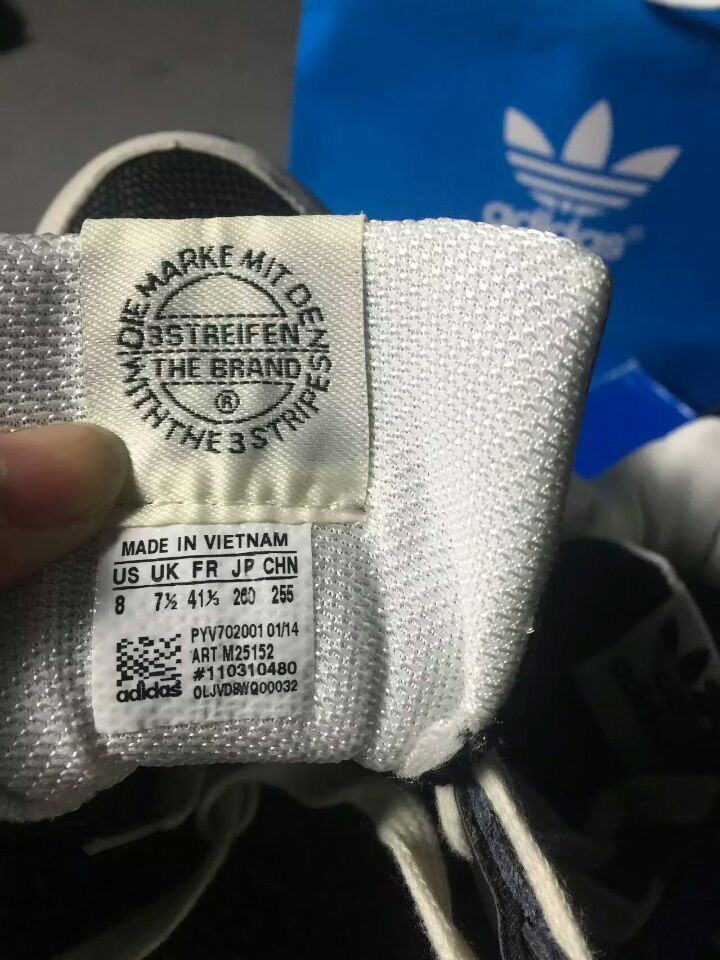 adidas
DIE MARKE MIT DEN
3STREIFEN
THE BRAND
®
WITH THE 3 STRIPES
MADE IN VIETNAM
US UK FR JP CHN
8 7½ 41⅓ 260 255
PYV702001 01/14
ART M25152
#110310480
adidas 0LJVD8WQ00032